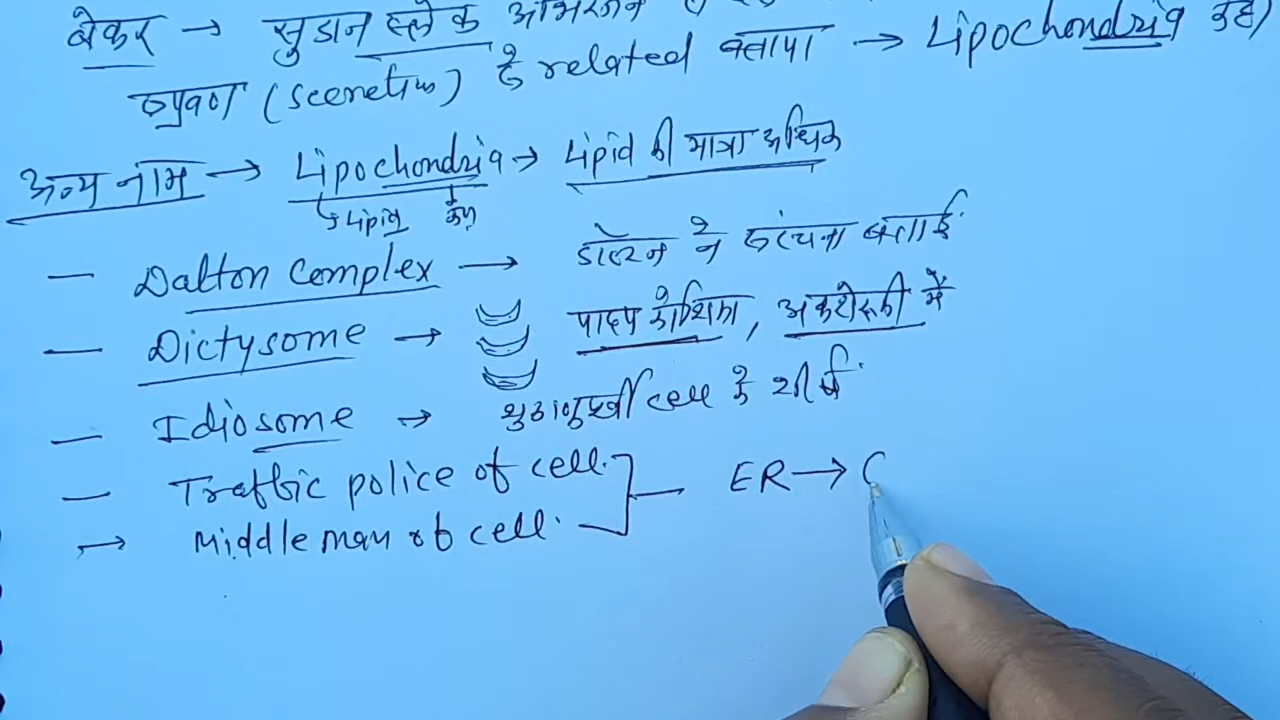 बेकर → सुडान ब्लेक अभिरंजन
स्त्रवण (Secretion) से related बताया → Lipochondria कहा
अन्य नाम → Lipochondria → Lipid की मात्रा अधिक
Lipid कण
— Dalton complex → डाल्टन ने संरचना बताई
— Dictysome → पादप कोशिका, अकशेरूकी में
— Idiosome → शुक्राणुपूर्वी cell के शीर्ष
— Traffic police of cell.
→ Middle man of cell. — ER → G